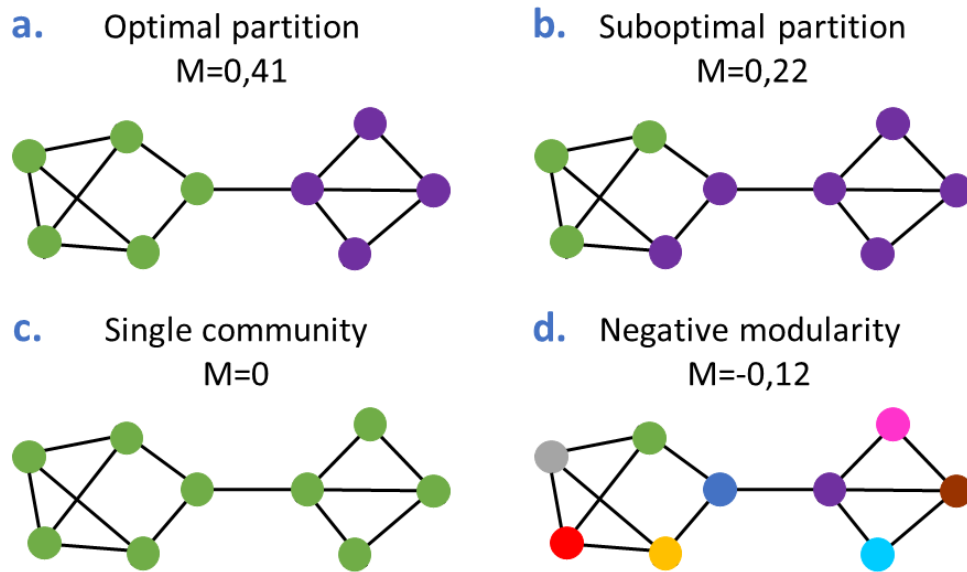 a. Optimal partition
M=0,41
b. Suboptimal partition
M=0,22
c. Single community
M=0
d. Negative modularity
M=-0,12